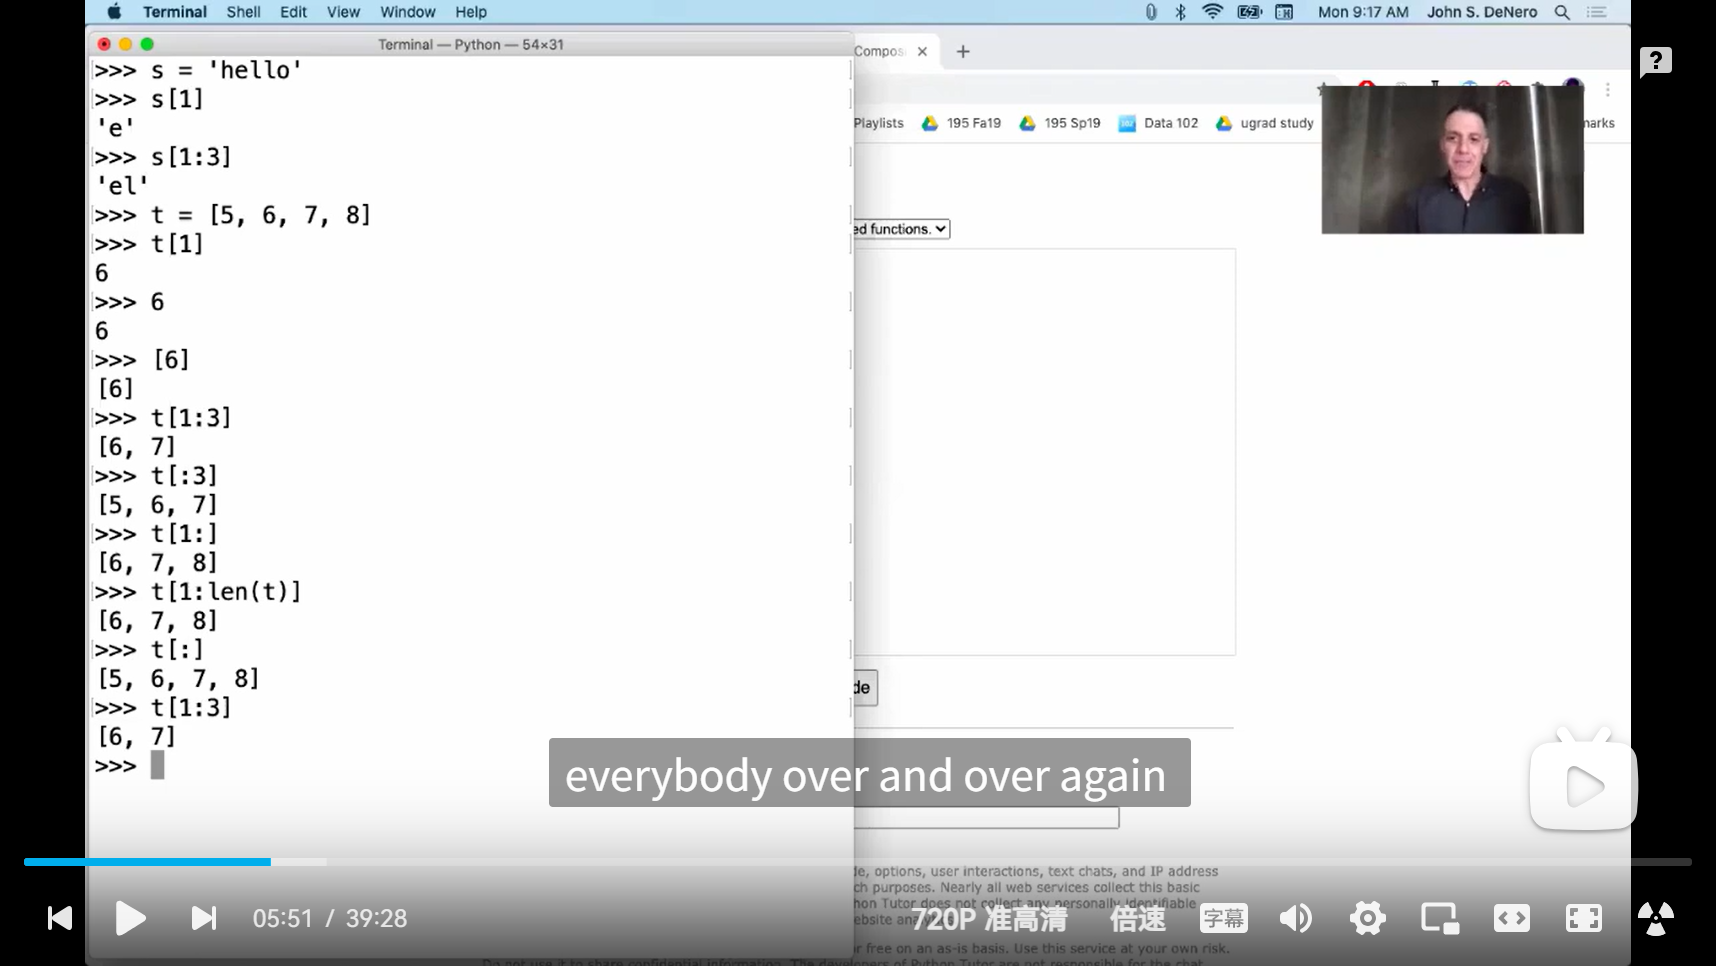 Terminal Shell Edit View Window Help Mon 9:17 AM John S. DeNero
Terminal — Python — 54×31
>>> s = 'hello'
>>> s[1]
'e'
>>> s[1:3]
'el'
>>> t = [5, 6, 7, 8]
>>> t[1]
6
>>> 6
6
>>> [6]
[6]
>>> t[1:3]
[6, 7]
>>> t[:3]
[5, 6, 7]
>>> t[1:]
[6, 7, 8]
>>> t[1:len(t)]
[6, 7, 8]
>>> t[:]
[5, 6, 7, 8]
>>> t[1:3]
[6, 7]
>>>
Compos
Playlists 195 Fa19 195 Sp19 Data 102 ugrad study marks
ed functions.
de
everybody over and over again
de, options, user interactions, text chats, and IP address
ch purposes. Nearly all web services collect this basic
hon Tutor does not collect any personally identifiable
ebsite
r free on an as-is basis. Use this service at your own risk.
Do not use it to share confidential information. The developers of Python Tutor are not responsible for the chat
05:51 / 39:28 720P 准高清 倍速 字幕